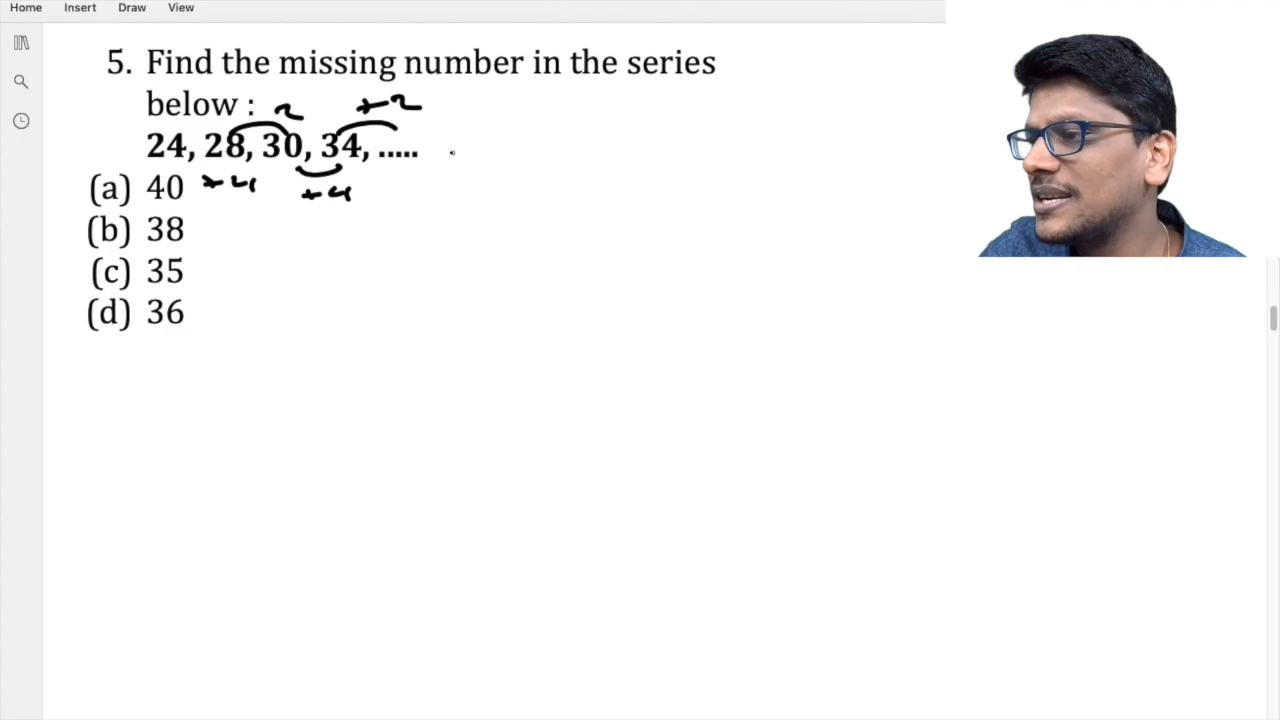 Home Insert Draw View
5. Find the missing number in the series
below : 2 +2
24, 28, 30, 34, .....
(a) 40 +4 +4
(b) 38
(c) 35
(d) 36